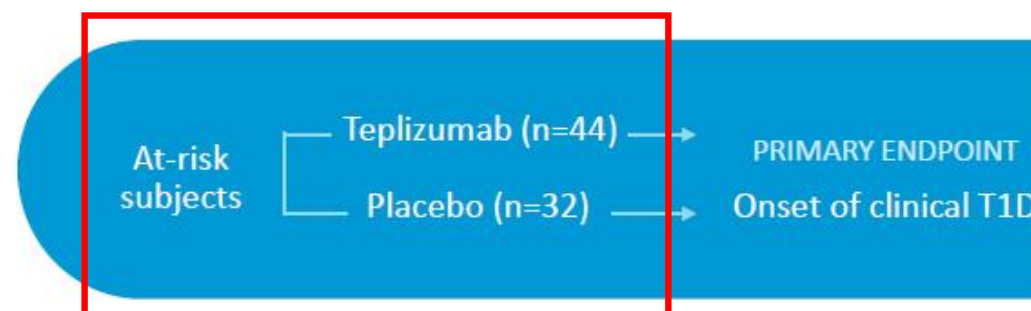 At-risk
subjects
Teplizumab (n=44)
Placebo (n=32)
PRIMARY ENDPOINT
Onset of clinical T1D